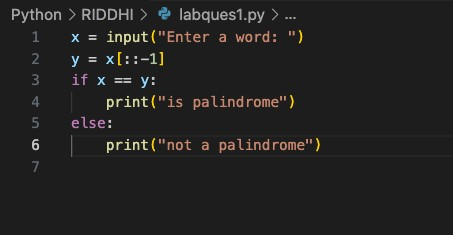 Python > RIDDHI > labques1.py > ...
1 x = input("Enter a word: ")
2 y = x[::-1]
3 if x == y:
4     print("is palindrome")
5 else:
6     print("not a palindrome")
7